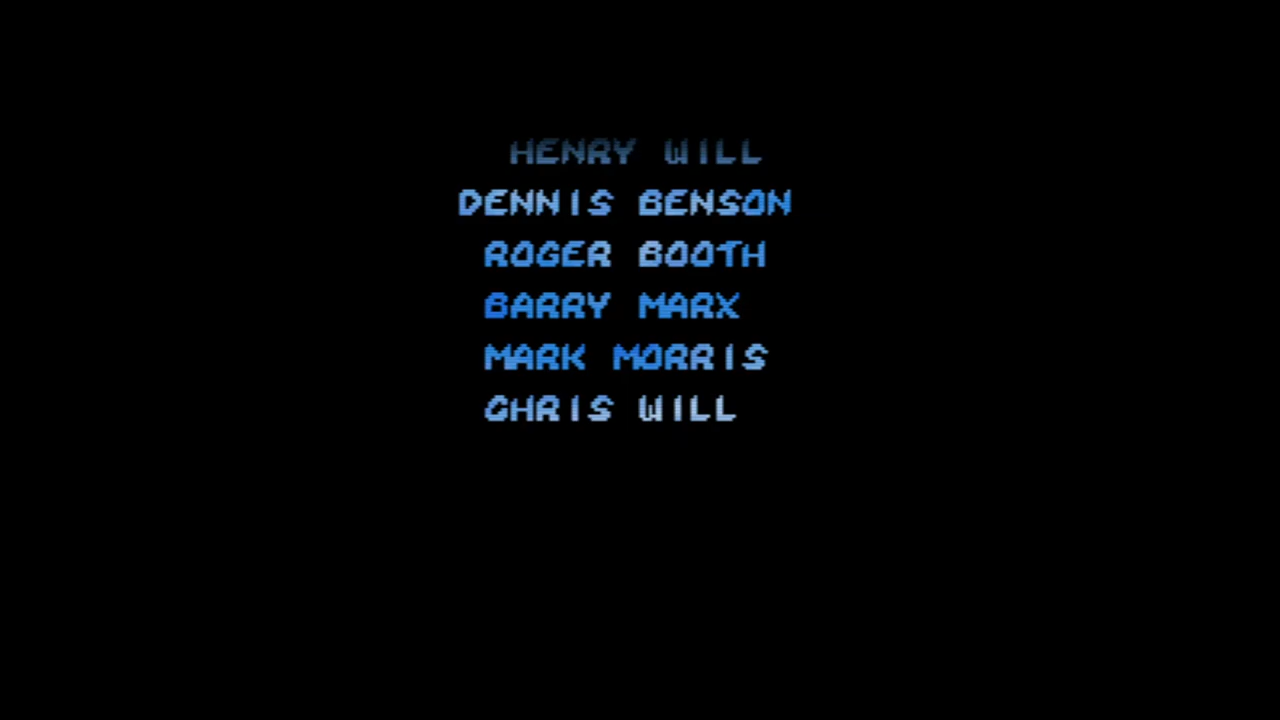 HENRY WILL
DENNIS BENSON
ROGER BOOTH
BARRY MARX
MARK MORRIS
CHRIS WILL